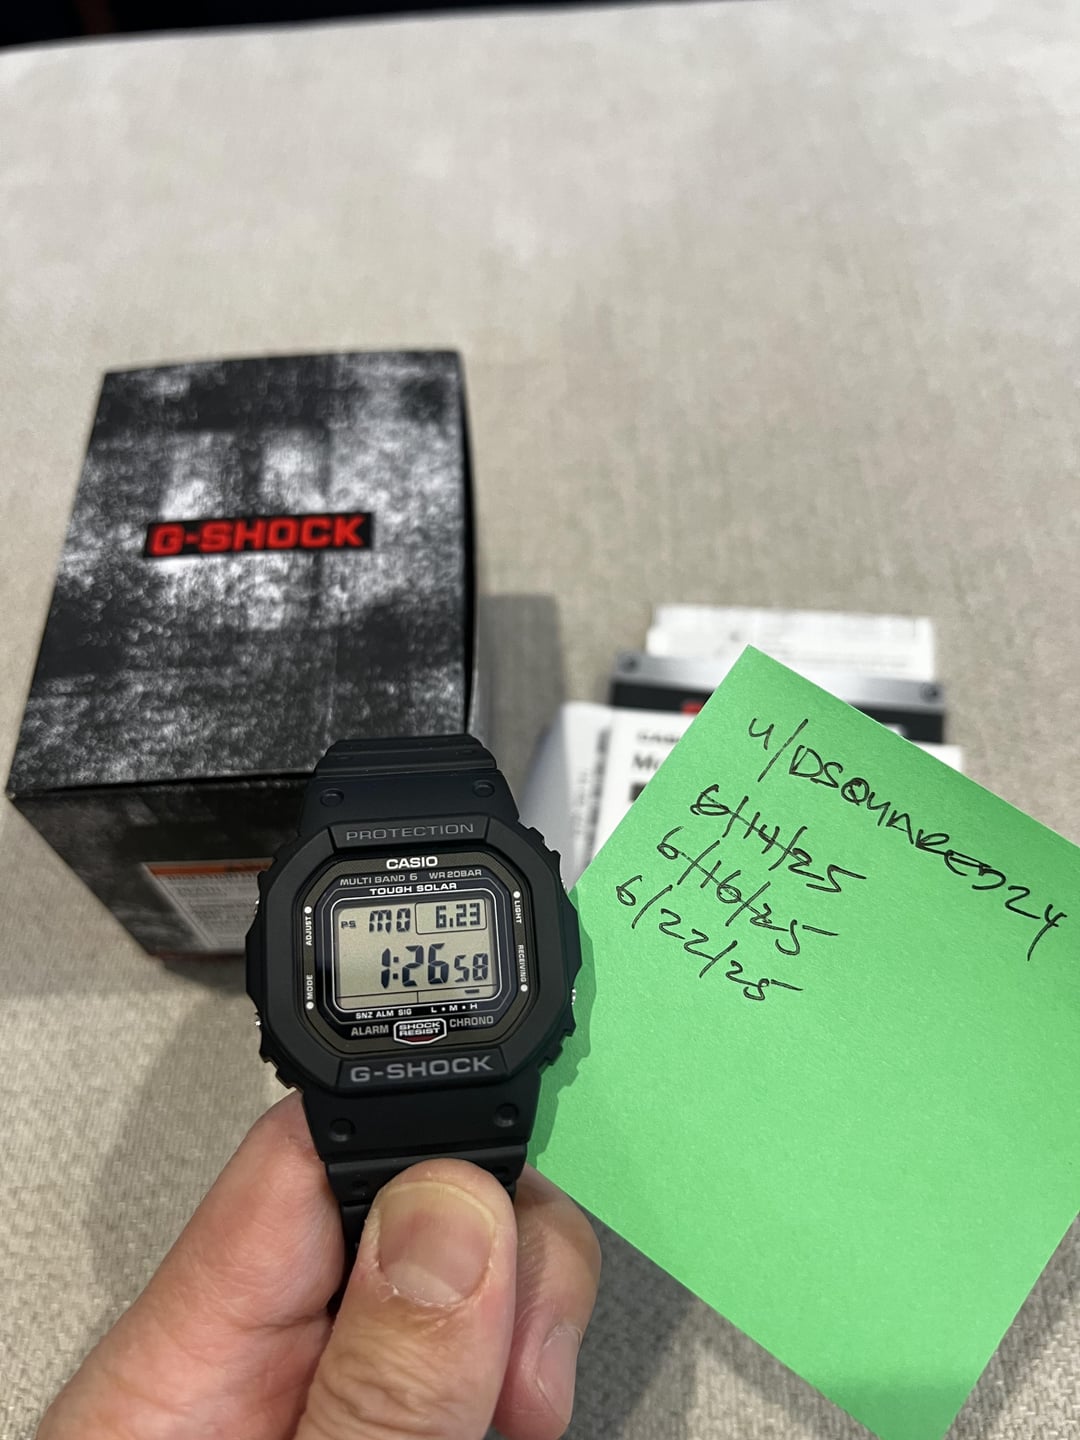 G-SHOCK
PROTECTION
CASIO
MULTI BAND 6 WR20BAR
TOUGH SOLAR
ADJUST
LIGHT
PS MO 6.23
1:26 58
MODE
RECEIVING
SNZ ALM SIG L • M • H
ALARM SHOCK RESIST CHRONO
G-SHOCK
u/DSQUARED24
6/14/25
6/16/25
6/22/25